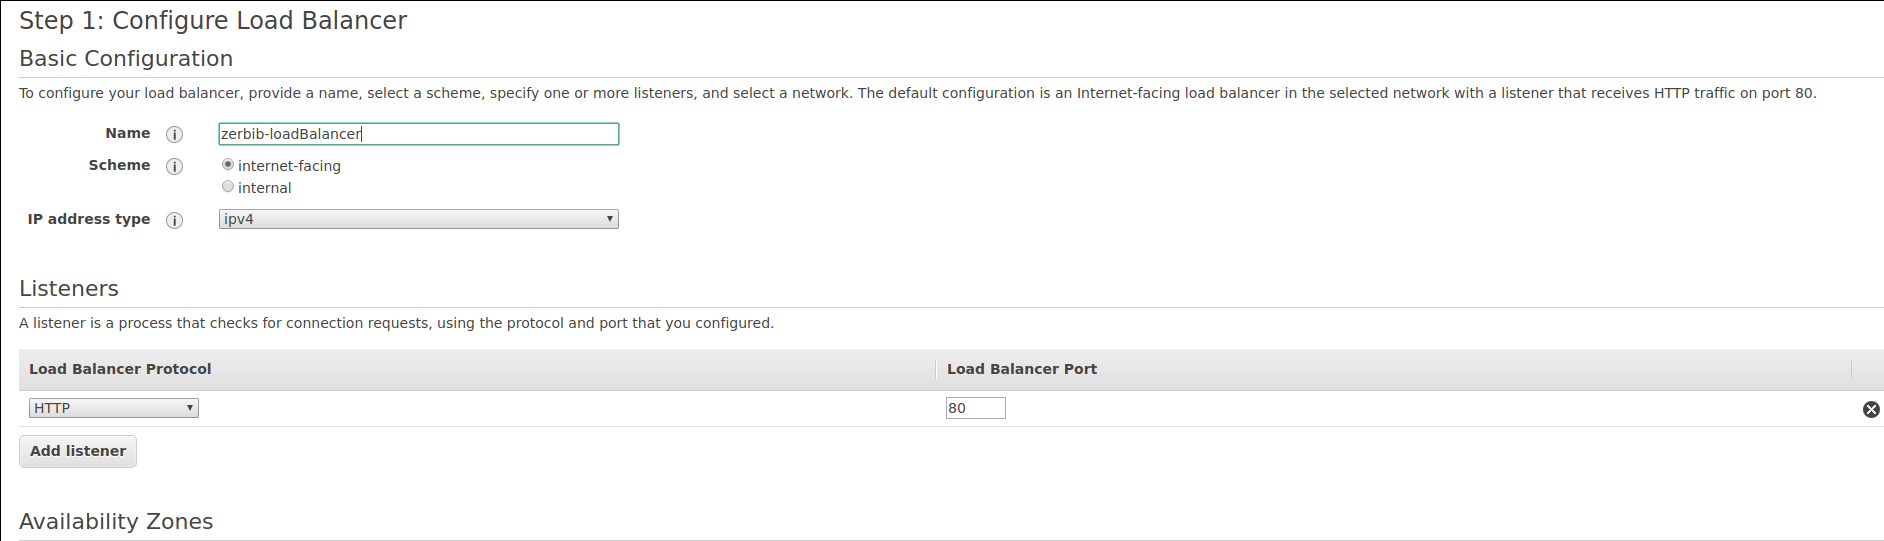 Step 1: Configure Load Balancer
Basic Configuration
To configure your load balancer, provide a name, select a scheme, specify one or more listeners, and select a network. The default configuration is an Internet-facing load balancer in the selected network with a listener that receives HTTP traffic on port 80.
Name i zerbib-loadBalancer
Scheme i internet-facing
internal
IP address type i ipv4
Listeners
A listener is a process that checks for connection requests, using the protocol and port that you configured.
Load Balancer Protocol Load Balancer Port
HTTP 80
Add listener
Availability Zones